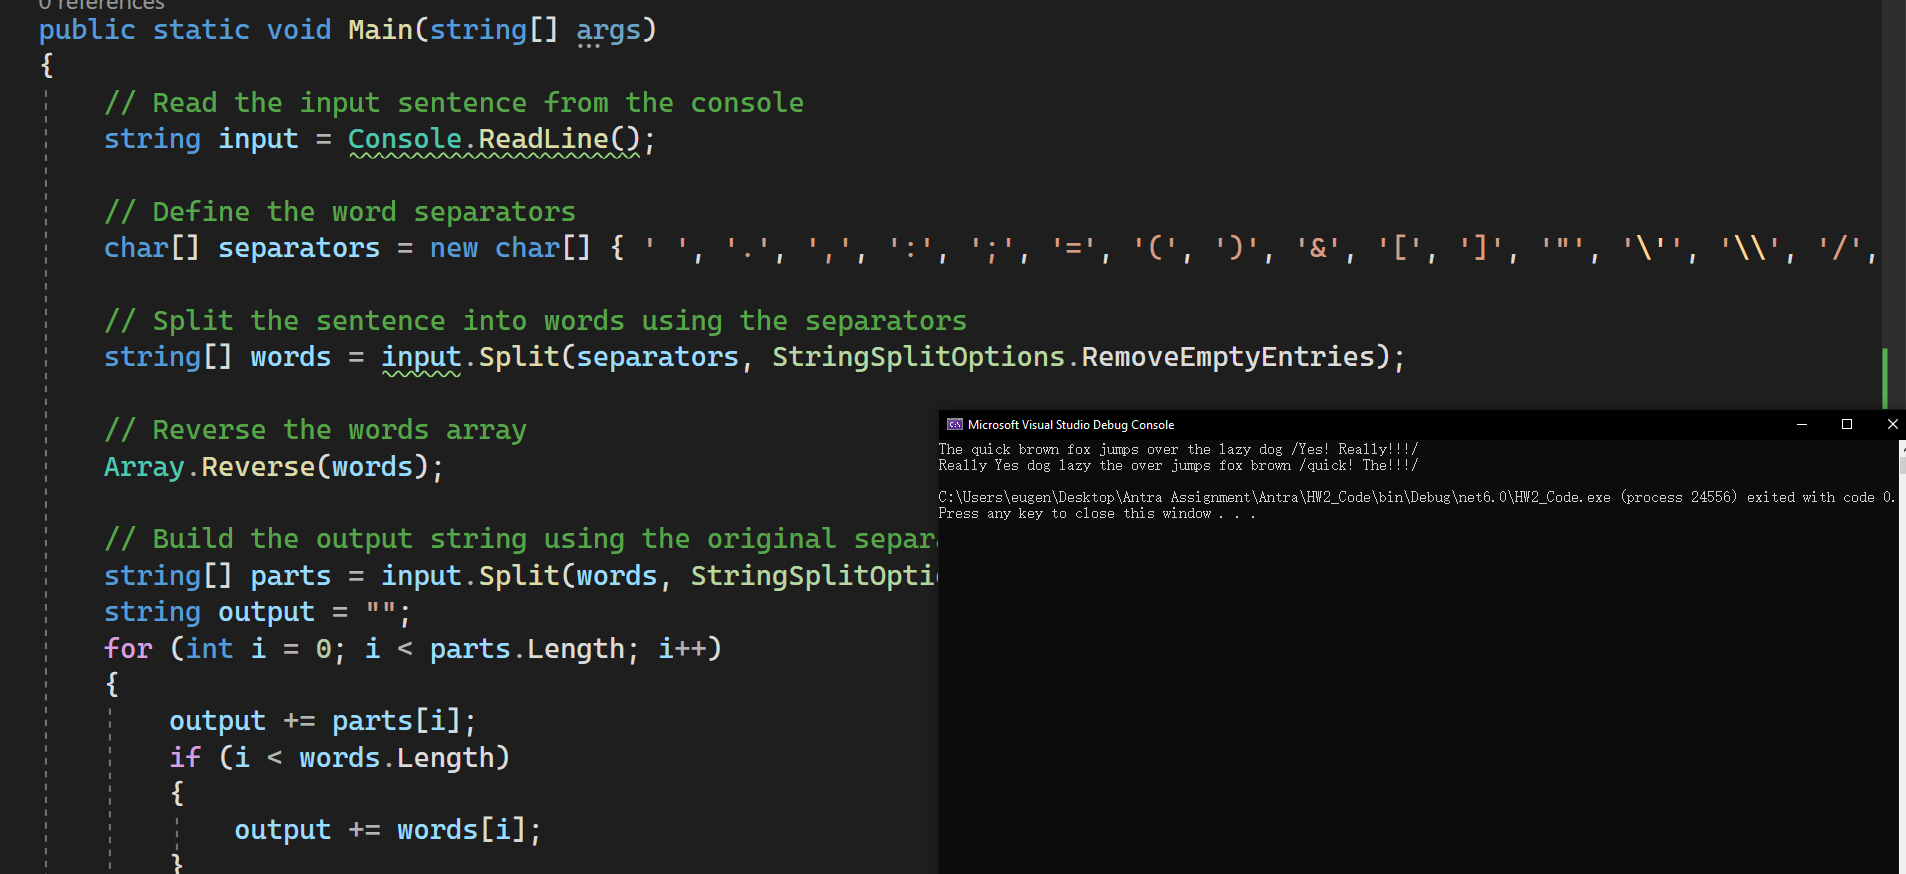 0 references
public static void Main(string[] args)
{
// Read the input sentence from the console
string input = Console.ReadLine();
// Define the word separators
char[] separators = new char[] { ' ', '.', ',', ':', ';', '=', '(', ')', '&', '[', ']', '"', '\'', '\\', '/',
// Split the sentence into words using the separators
string[] words = input.Split(separators, StringSplitOptions.RemoveEmptyEntries);
// Reverse the words array
Array.Reverse(words);
// Build the output string using the original separa
string[] parts = input.Split(words, StringSplitOptio
string output = "";
for (int i = 0; i < parts.Length; i++)
{
output += parts[i];
if (i < words.Length)
{
output += words[i];
}
Microsoft Visual Studio Debug Console
The quick brown fox jumps over the lazy dog /Yes! Really!!!/
Really Yes dog lazy the over jumps fox brown /quick! The!!!/
C:\Users\eugen\Desktop\Antra Assignment\Antra\HW2_Code\bin\Debug\net6.0\HW2_Code.exe (process 24556) exited with code 0.
Press any key to close this window . . .